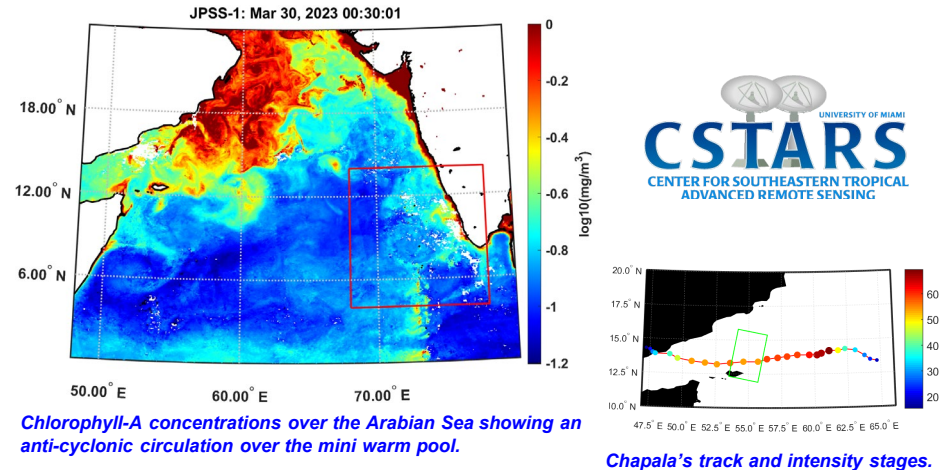 JPSS-1: Mar 30, 2023 00:30:01
18.00° N
12.00° N
6.00° N
50.00° E
60.00° E
70.00° E
0
-0.2
-0.4
-0.6
-0.8
-1
-1.2
log10(mg/m³)
Chlorophyll-A concentrations over the Arabian Sea showing an
anti-cyclonic circulation over the mini warm pool.
UNIVERSITY OF MIAMI
CSTARS
CENTER FOR SOUTHEASTERN TROPICAL
ADVANCED REMOTE SENSING
20.0° N
17.5° N
15.0° N
12.5° N
10.0° N
47.5° E 50.0° E 52.5° E 55.0° E 57.5° E 60.0° E 62.5° E 65.0° E
60
50
40
30
20
Chapala's track and intensity stages.